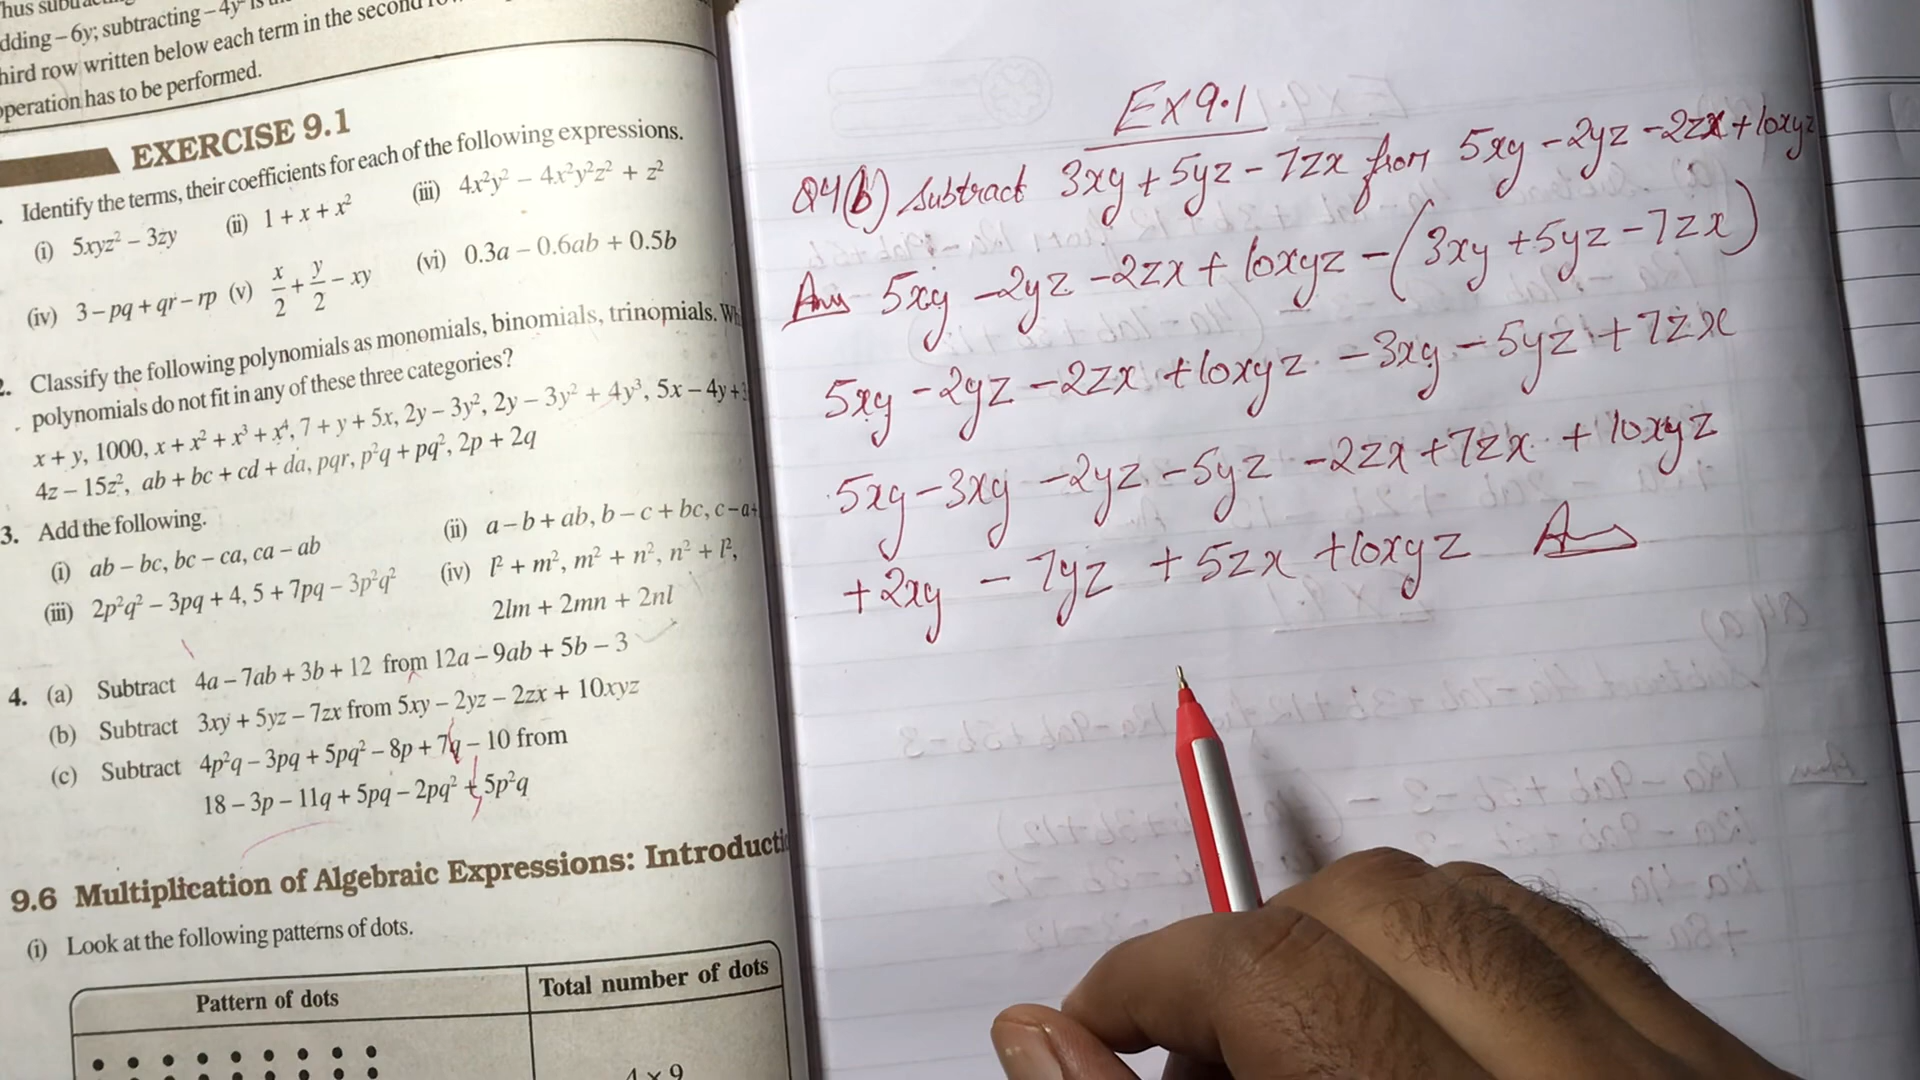 adding – 6y; subtracting – 4y²
third row written below each term in the second
operation has to be performed.
EXERCISE 9.1
Identify the terms, their coefficients for each of the following expressions.
(i) 5xyz² – 3zy (ii) 1 + x + x² (iii) 4x²y² – 4x²y²z² + z²
(iv) 3 – pq + qr – rp (v) x/2 + y/2 – xy (vi) 0.3a – 0.6ab + 0.5b
2. Classify the following polynomials as monomials, binomials, trinomials.
polynomials do not fit in any of these three categories?
x + y, 1000, x + x² + x³ + x⁴, 7 + y + 5x, 2y – 3y², 2y – 3y² + 4y³, 5x – 4y +
4z – 15z², ab + bc + cd + da, pqr, p²q + pq², 2p + 2q
3. Add the following.
(i) ab – bc, bc – ca, ca – ab (ii) a – b + ab, b – c + bc, c – a
(iii) 2p²q² – 3pq + 4, 5 + 7pq – 3p²q² (iv) l² + m², m² + n², n² + l²,
2lm + 2mn + 2nl
4. (a) Subtract 4a – 7ab + 3b + 12 from 12a – 9ab + 5b – 3
(b) Subtract 3xy + 5yz – 7zx from 5xy – 2yz – 2zx + 10xyz
(c) Subtract 4p²q – 3pq + 5pq² – 8p + 7q – 10 from
18 – 3p – 11q + 5pq – 2pq² + 5p²q
9.6 Multiplication of Algebraic Expressions:
(i) Look at the following patterns of dots.
Pattern of dots Total number of dots
4 × 9
Ex 9.1
Q4(b) Subtract 3xy + 5yz – 7zx from 5xy – 2yz – 2zx + 10xyz
Ans 5xy – 2yz – 2zx + 10xyz – (3xy + 5yz – 7zx)
5xy – 2yz – 2zx + 10xyz – 3xy – 5yz + 7zx
5xy – 3xy – 2yz – 5yz – 2zx + 7zx + 10xyz
+ 2xy – 7yz + 5zx + 10xyz Ans